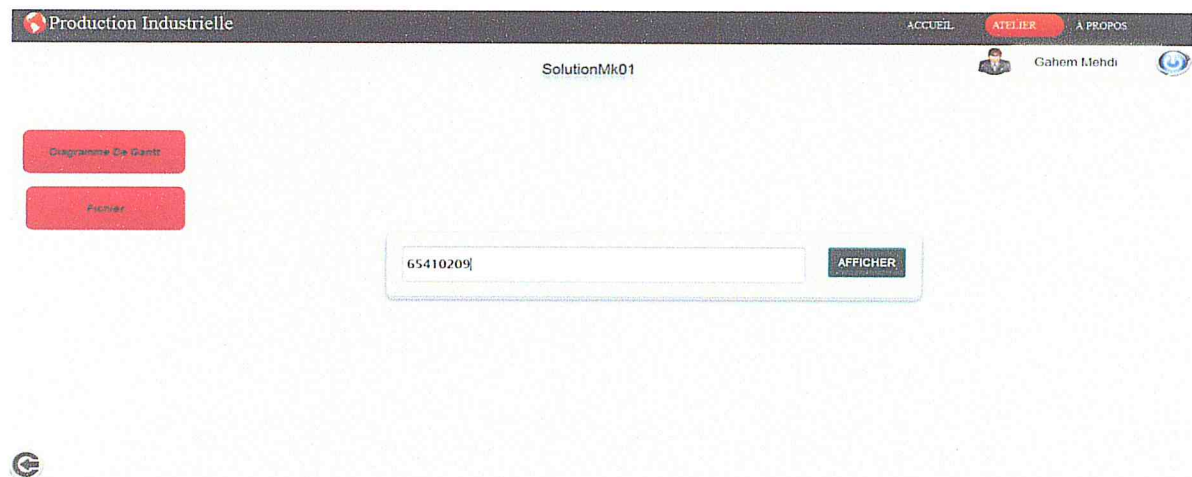 Production Industrielle
ACCUEIL ATELIER À PROPOS
SolutionMk01
Gahem Mehdi
Diagramme De Gantt
Fichier
65410209
AFFICHER